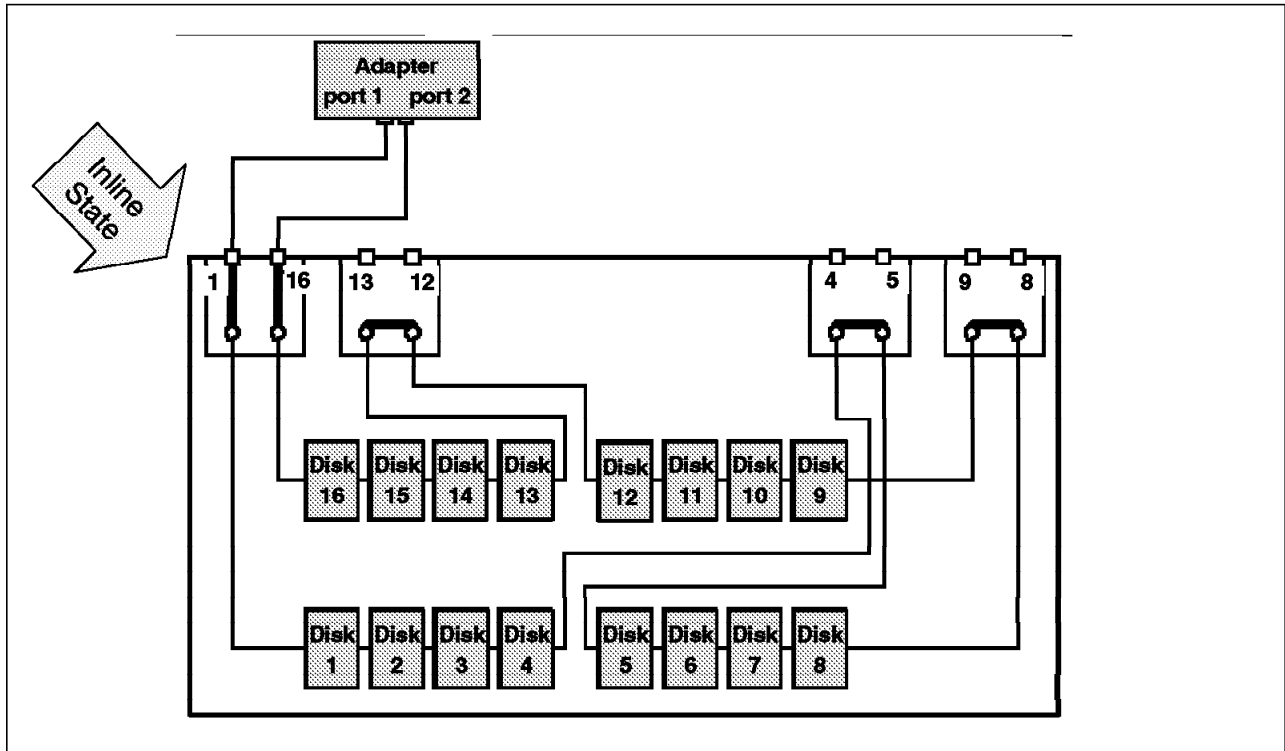 Adapter
port 1 port 2
Inline
State
1 16 13 12 4 5 9 8
Disk Disk Disk Disk Disk Disk Disk Disk
16 15 14 13 12 11 10 9
Disk Disk Disk Disk Disk Disk Disk Disk
1 2 3 4 5 6 7 8